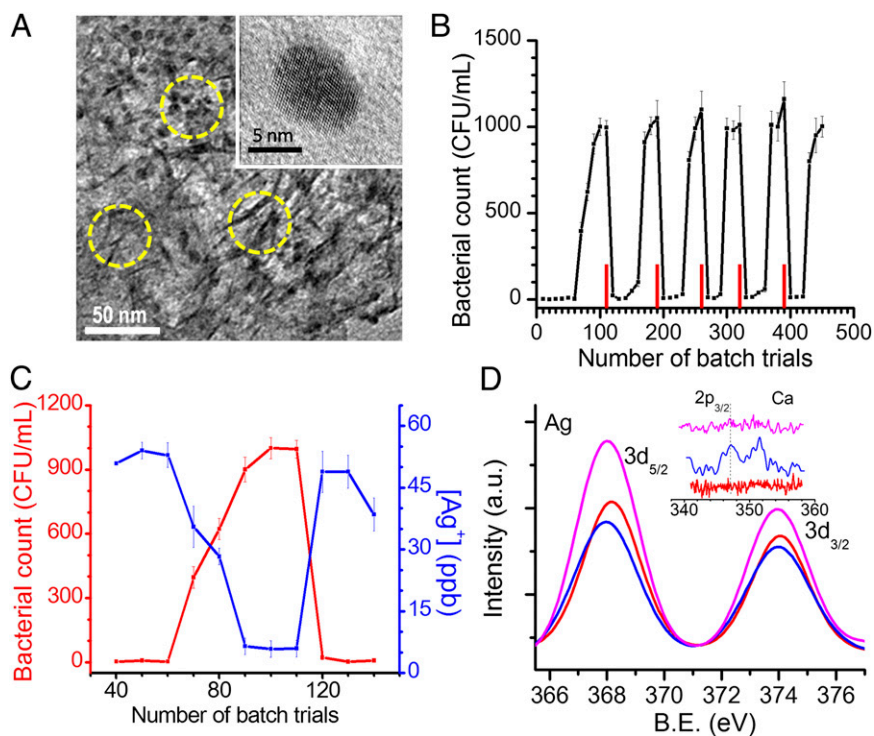 A
5 nm
50 nm
B
Bacterial count (CFU/mL)
1500
1000
500
0
0 100 200 300 400 500
Number of batch trials
C
Bacterial count (CFU/mL)
1200
900
600
300
0
40 80 120
Number of batch trials
60
45
30
15
0
[Ag⁺] (ppb)
D
Intensity (a.u.)
Ag
3d5/2
3d3/2
2p3/2 Ca
340 350 360
366 368 370 372 374 376
B.E. (eV)